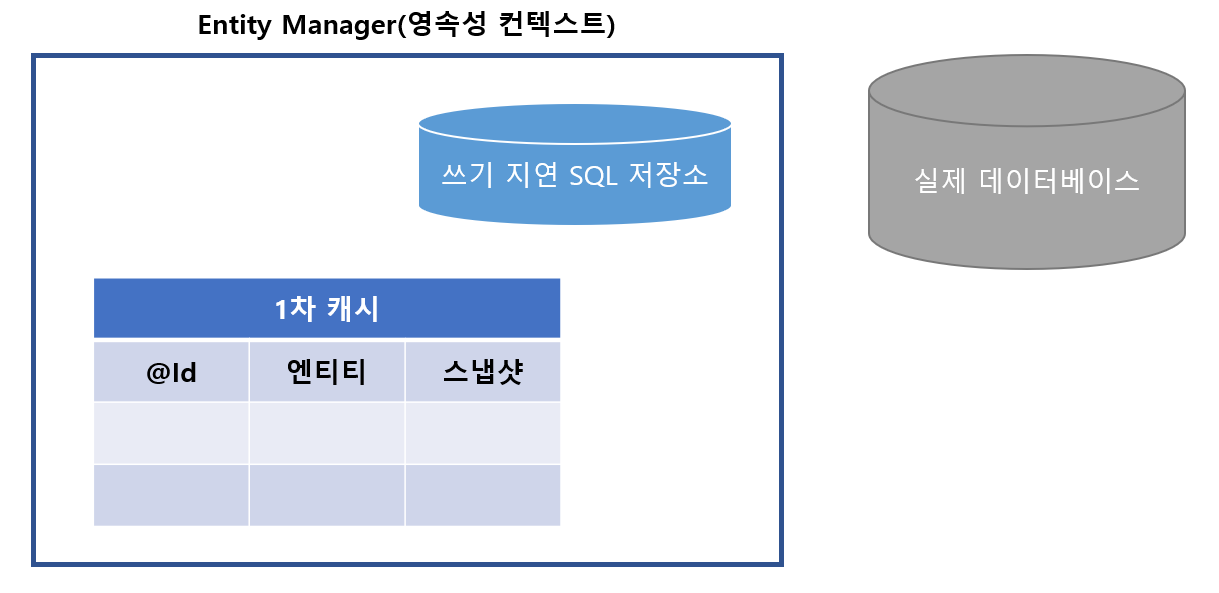 Entity Manager(영속성 컨텍스트)
쓰기 지연 SQL 저장소
실제 데이터베이스
1차 캐시
@Id 엔티티 스냅샷